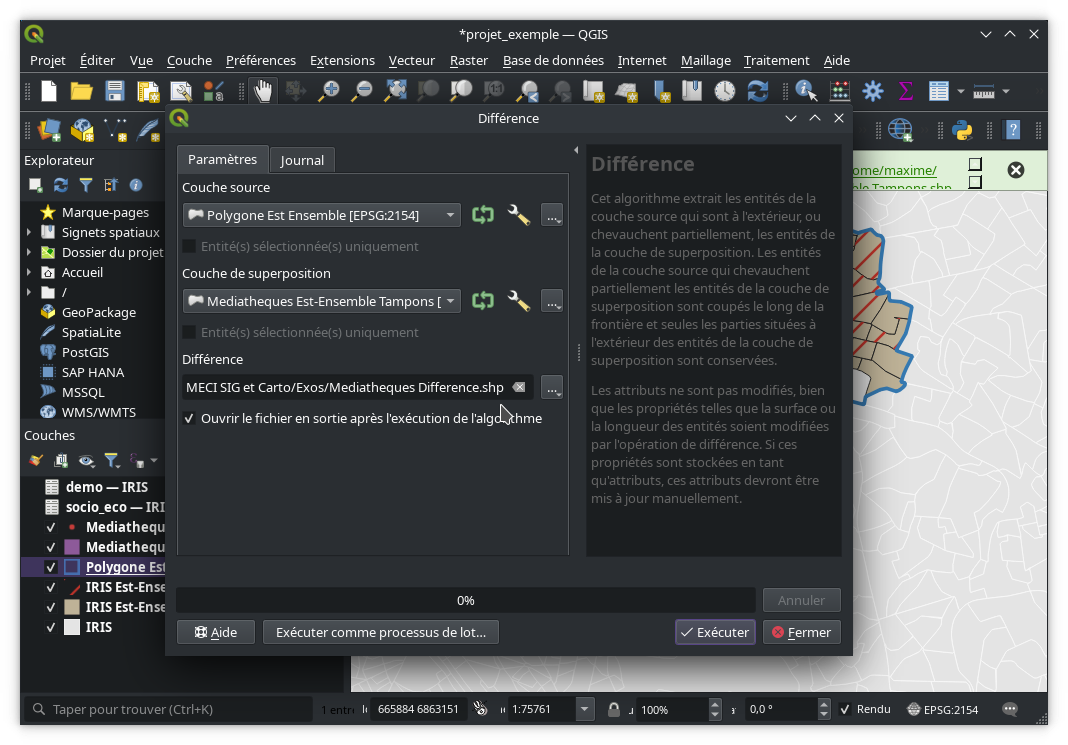 *projet_exemple — QGIS
Projet Éditer Vue Couche Préférences Extensions Vecteur Raster Base de données Internet Maillage Traitement Aide
Différence
Explorateur
Marque-pages
Signets spatiaux
Dossier du projet
Accueil
/
GeoPackage
SpatiaLite
PostGIS
SAP HANA
MSSQL
WMS/WMTS
Couches
demo — IRIS
socio_eco — IRI
Mediathequ
Mediathequ
Polygone Est
IRIS Est-Ense
IRIS Est-Ense
IRIS
Paramètres Journal
Couche source
Polygone Est Ensemble [EPSG:2154]
...
Entité(s) sélectionnée(s) uniquement
Couche de superposition
Mediatheques Est-Ensemble Tampons [
...
Entité(s) sélectionnée(s) uniquement
Différence
MECI SIG et Carto/Exos/Mediatheques Difference.shp
...
Ouvrir le fichier en sortie après l'exécution de l'algorithme
Différence
Cet algorithme extrait les entités de la
couche source qui sont à l'extérieur, ou
chevauchent partiellement, les entités de
la couche de superposition. Les entités
de la couche source qui chevauchent
partiellement les entités de la couche de
superposition sont coupés le long de la
frontière et seules les parties situées à
l'extérieur des entités de la couche de
superposition sont conservées.
Les attributs ne sont pas modifiés, bien
que les propriétés telles que la surface ou
la longueur des entités soient modifiées
par l'opération de différence. Si ces
propriétés sont stockées en tant
qu'attributs, ces attributs devront être
mis à jour manuellement.
ome/maxime/
Tampons.shp
0%
Annuler
Aide Exécuter comme processus de lot... Exécuter Fermer
Taper pour trouver (Ctrl+K) 1 entr 665884 6863151 1:75761 100% 0,0 ° Rendu EPSG:2154